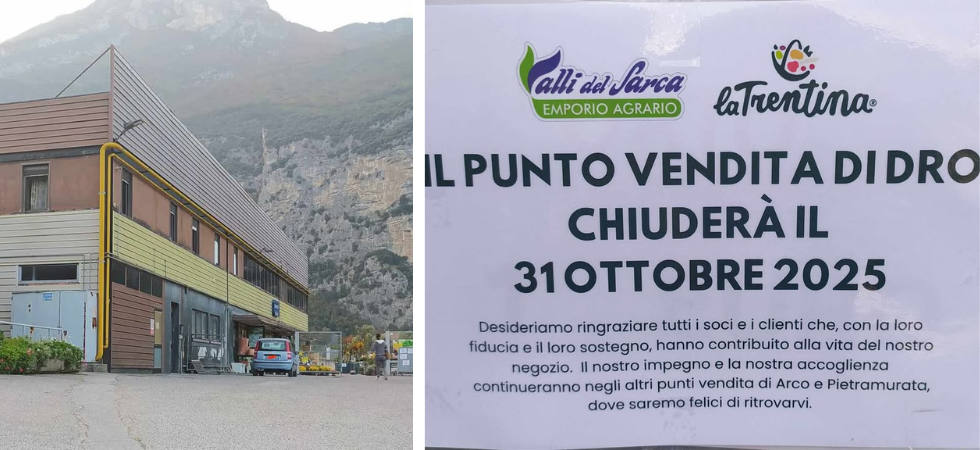 Valli del Sarca
EMPORIO AGRARIO
la Trentina®
IL PUNTO VENDITA DI DRO
CHIUDERÀ IL
31 OTTOBRE 2025
Desideriamo ringraziare tutti i soci e i clienti che, con la loro
fiducia e il loro sostegno, hanno contribuito alla vita del nostro
negozio. Il nostro impegno e la nostra accoglienza
continueranno negli altri punti vendita di Arco e Pietramurata,
dove saremo felici di ritrovarvi.